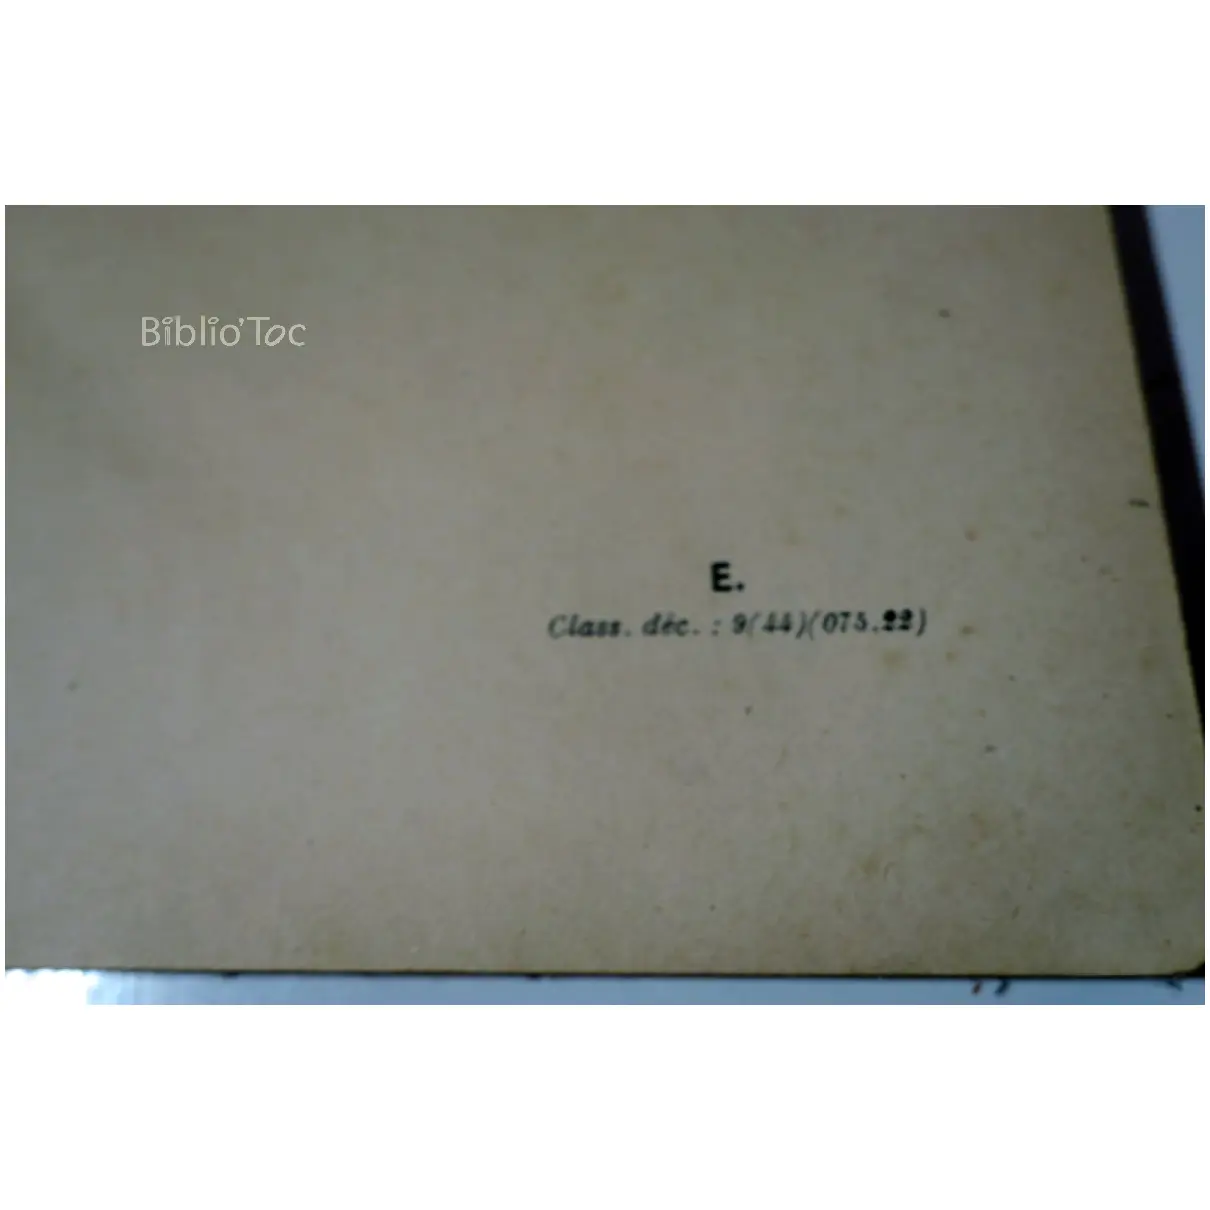 Biblio'Toc
E.
Class. déc. : 9(44)(075.22)